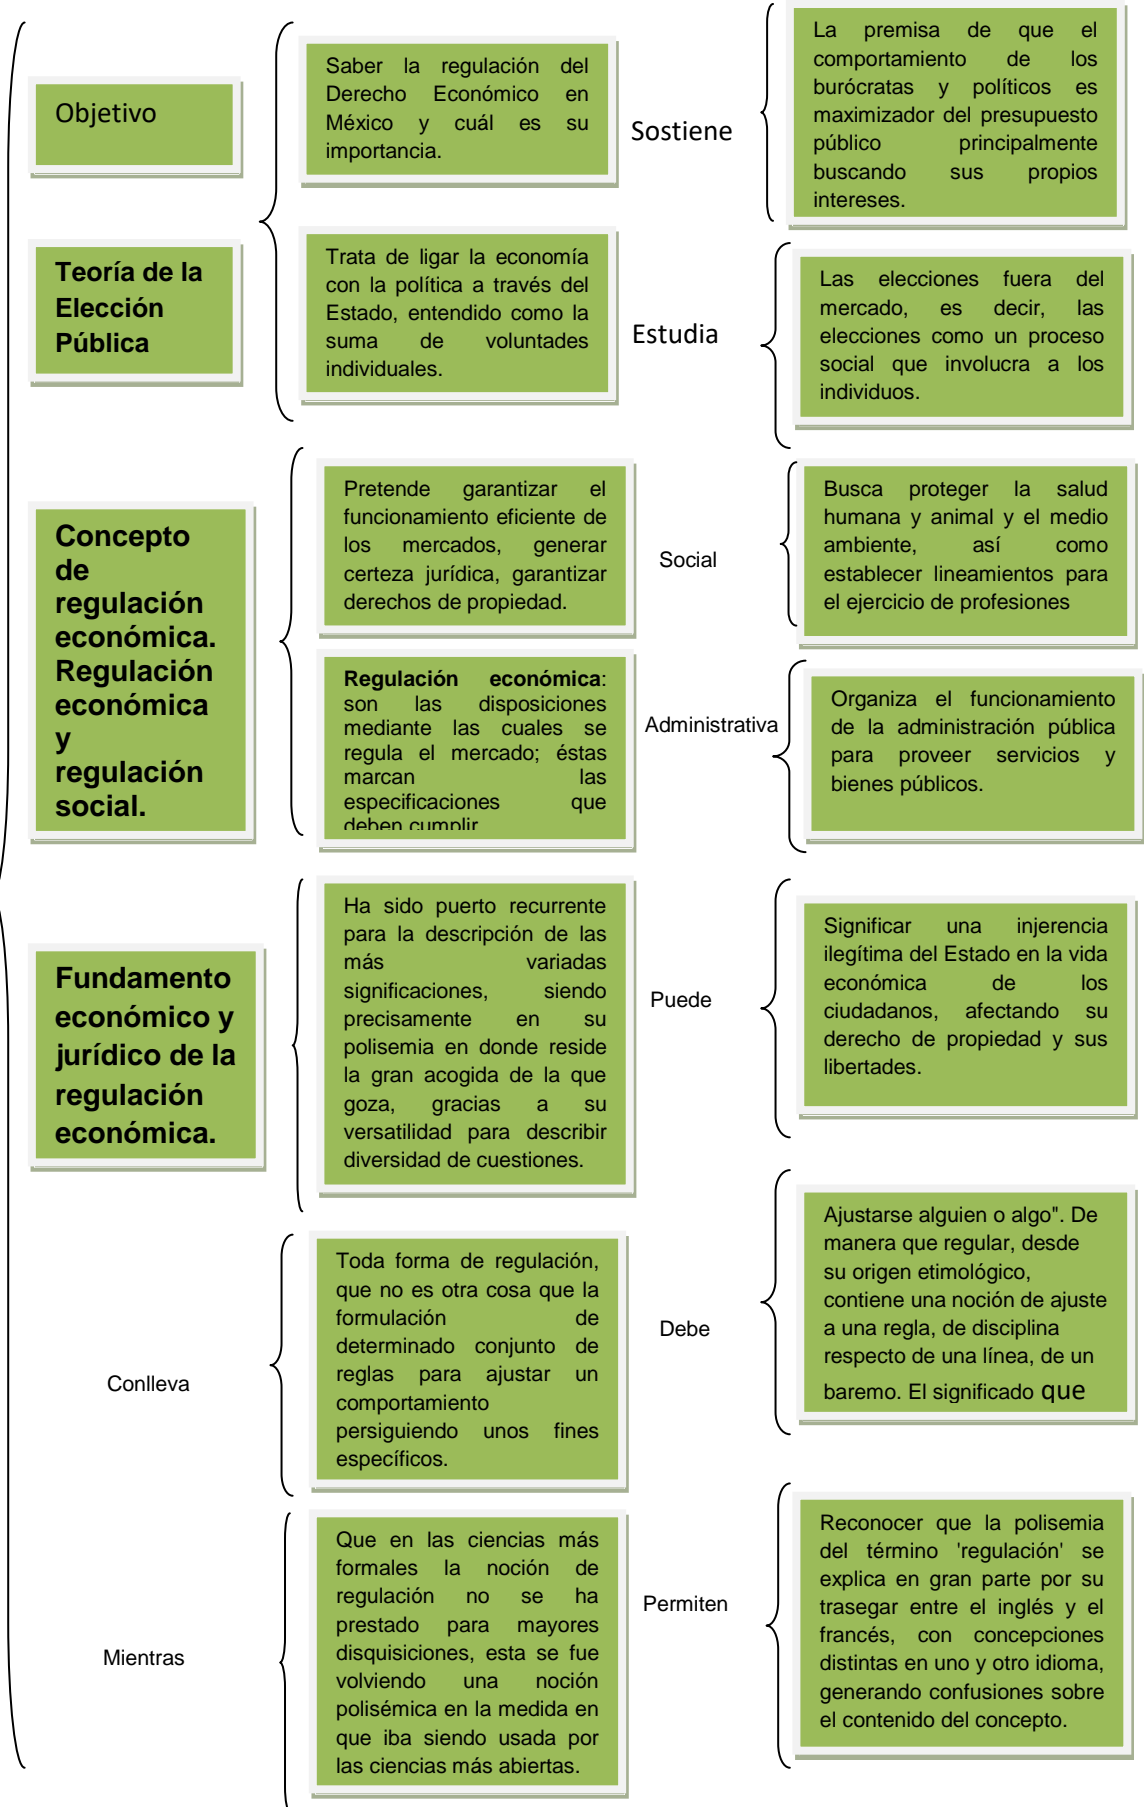 Objetivo
Saber la regulación del
Derecho Económico en
México y cuál es su
importancia.
Sostiene
La premisa de que el
comportamiento de los
burócratas y políticos es
maximizador del presupuesto
público principalmente
buscando sus propios
intereses.
Teoría de la
Elección
Pública
Trata de ligar la economía
con la política a través del
Estado, entendido como la
suma de voluntades
individuales.
Estudia
Las elecciones fuera del
mercado, es decir, las
elecciones como un proceso
social que involucra a los
individuos.
Concepto
de
regulación
económica.
Regulación
económica
y
regulación
social.
Pretende garantizar el
funcionamiento eficiente de
los mercados, generar
certeza jurídica, garantizar
derechos de propiedad.
Social
Busca proteger la salud
humana y animal y el medio
ambiente, así como
establecer lineamientos para
el ejercicio de profesiones
Regulación económica:
son las disposiciones
mediante las cuales se
regula el mercado; éstas
marcan las
especificaciones que
deben cumplir
Administrativa
Organiza el funcionamiento
de la administración pública
para proveer servicios y
bienes públicos.
Fundamento
económico y
jurídico de la
regulación
económica.
Ha sido puerto recurrente
para la descripción de las
más variadas
significaciones, siendo
precisamente en su
polisemia en donde reside
la gran acogida de la que
goza, gracias a su
versatilidad para describir
diversidad de cuestiones.
Puede
Significar una injerencia
ilegítima del Estado en la vida
económica de los
ciudadanos, afectando su
derecho de propiedad y sus
libertades.
Conlleva
Toda forma de regulación,
que no es otra cosa que la
formulación de
determinado conjunto de
reglas para ajustar un
comportamiento
persiguiendo unos fines
específicos.
Debe
Ajustarse alguien o algo". De
manera que regular, desde
su origen etimológico,
contiene una noción de ajuste
a una regla, de disciplina
respecto de una línea, de un
baremo. El significado que
Mientras
Que en las ciencias más
formales la noción de
regulación no se ha
prestado para mayores
disquisiciones, esta se fue
volviendo una noción
polisémica en la medida en
que iba siendo usada por
las ciencias más abiertas.
Permiten
Reconocer que la polisemia
del término 'regulación' se
explica en gran parte por su
trasegar entre el inglés y el
francés, con concepciones
distintas en uno y otro idioma,
generando confusiones sobre
el contenido del concepto.